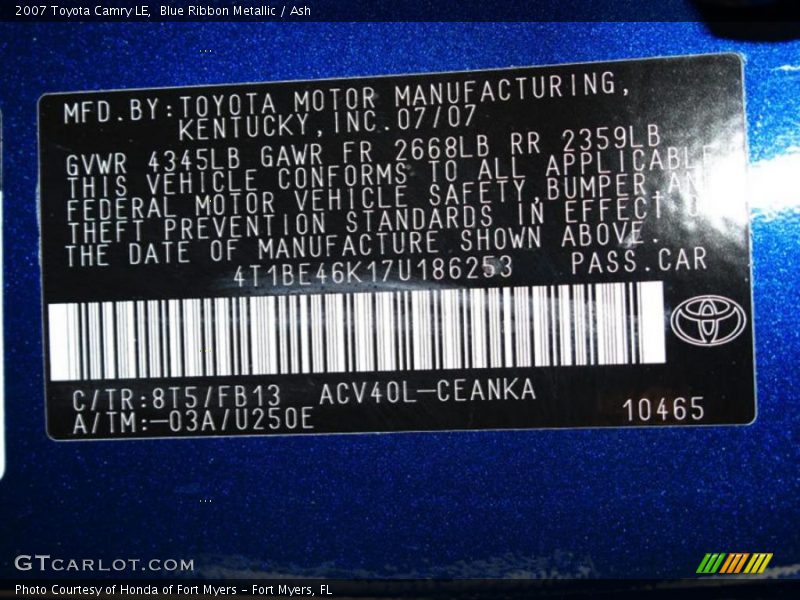 2007 Toyota Camry LE,  Blue Ribbon Metallic / Ash
MFD.BY:TOYOTA MOTOR MANUFACTURING,
KENTUCKY,INC.07/07
GVWR 4345LB GAWR FR 2668LB RR 2359LB
THIS VEHICLE CONFORMS TO ALL APPLICABLE
FEDERAL MOTOR VEHICLE SAFETY,BUMPER AN
THEFT PREVENTION STANDARDS IN EFFECT O
THE DATE OF MANUFACTURE SHOWN ABOVE.
4T1BE46K17U186253 PASS.CAR
C/TR:8T5/FB13 ACV40L-CEANKA
A/TM:-03A/U250E
10465
GTCARLOT.COM
Photo Courtesy of Honda of Fort Myers - Fort Myers, FL